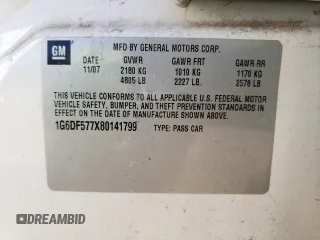 GM
MFD BY GENERAL MOTORS CORP.
DATE GVWR GAWR FRT GAWR RR
11/07 2180 KG 1010 KG 1170 KG
4805 LB 2227 LB. 2578 LB
THIS VEHICLE CONFORMS TO ALL APPLICABLE U.S. FEDERAL MOTOR
VEHICLE SAFETY, BUMPER, AND THEFT PREVENTION STANDARDS
IN EFFECT ON THE DATE OF MANUFACTURE SHOWN ABOVE.
1G6DF577X80141799 TYPE: PASS CAR
DREAMBID